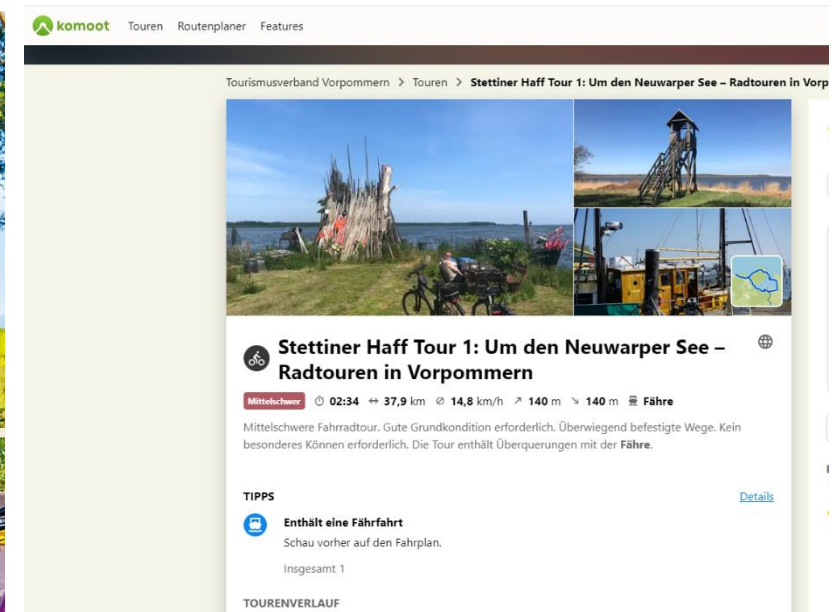 komoot Touren Routenplaner Features
Tourismusverband Vorpommern > Touren > Stettiner Haff Tour 1: Um den Neuwarper See – Radtouren in Vorp
Stettiner Haff Tour 1: Um den Neuwarper See –
Radtouren in Vorpommern
Mittelschwer 02:34 ↔ 37,9 km ⌀ 14,8 km/h ↗ 140 m ↘ 140 m Fähre
Mittelschwere Fahrradtour. Gute Grundkondition erforderlich. Überwiegend befestigte Wege. Kein
besonderes Können erforderlich. Die Tour enthält Überquerungen mit der Fähre.
TIPPS Details
Enthält eine Fährfahrt
Schau vorher auf den Fahrplan.
Insgesamt 1
TOURENVERLAUF